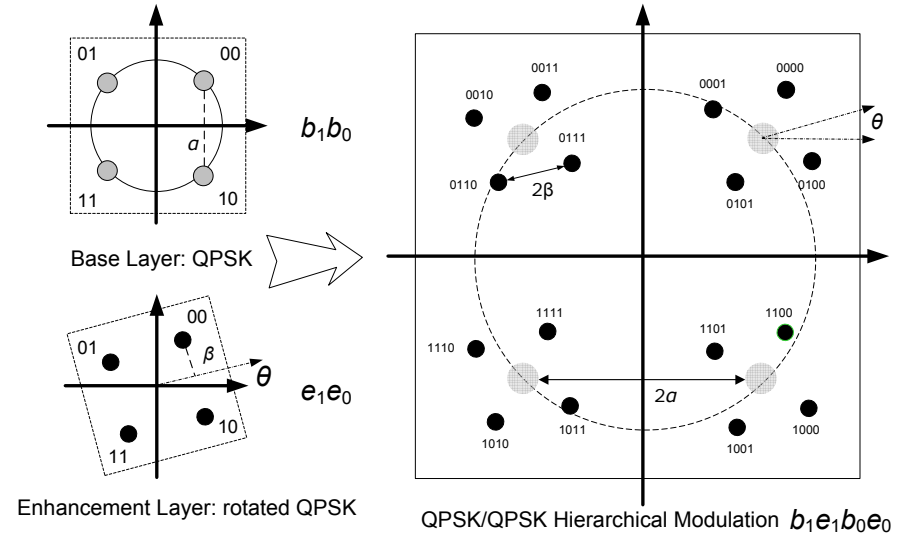 01
00
a
11
10
b1b0
Base Layer: QPSK
00
01
β
θ
e1e0
10
11
Enhancement Layer: rotated QPSK
0011
0010
0001
0000
θ
0111
0110
2β
0100
0101
1111
1110
1101
1100
2a
1010
1011
1001
1000
QPSK/QPSK Hierarchical Modulation b1e1b0e0